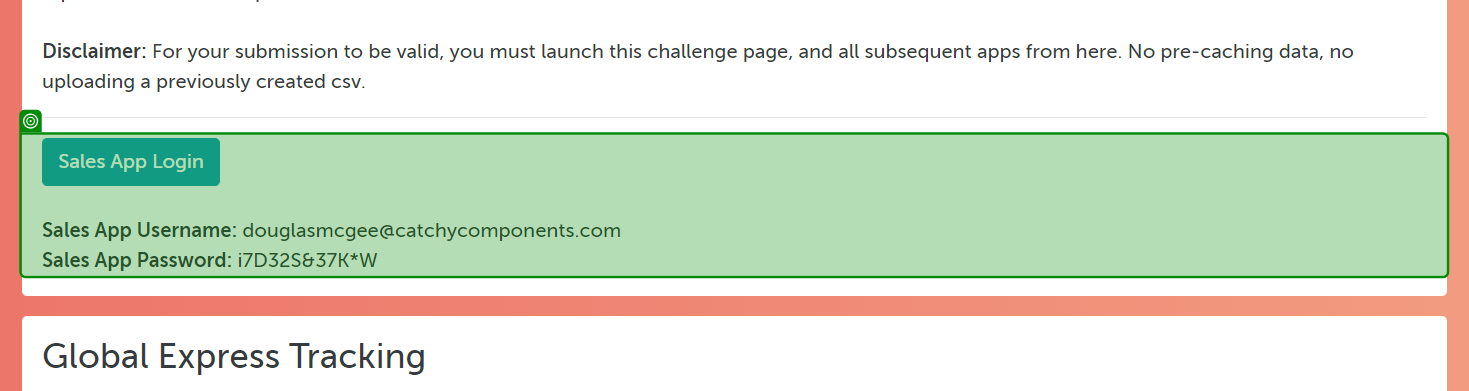 Disclaimer: For your submission to be valid, you must launch this challenge page, and all subsequent apps from here. No pre-caching data, no
uploading a previously created csv.
Sales App Login
Sales App Username: douglasmcgee@catchycomponents.com
Sales App Password: i7D32S&37K*W
Global Express Tracking